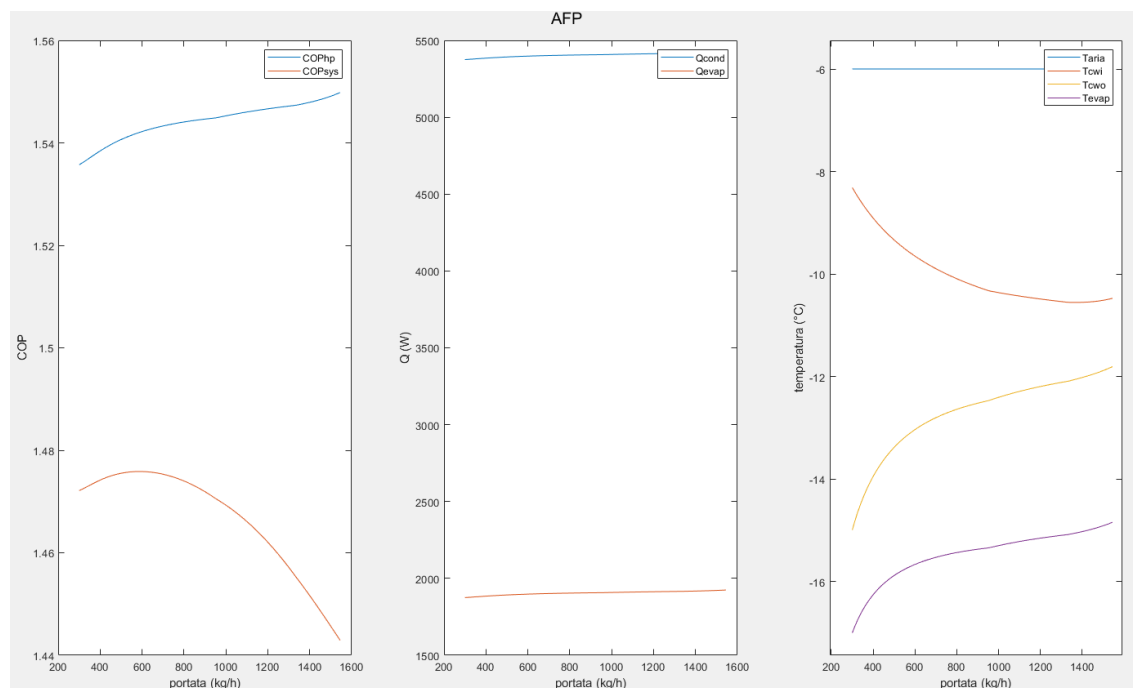 AFP
1.56
1.54
1.52
1.5
1.48
1.46
1.44
COP
200 400 600 800 1000 1200 1400 1600
portata (kg/h)
COPhp
COPsys
5500
5000
4500
4000
3500
3000
2500
2000
1500
Q (W)
200 400 600 800 1000 1200 1400 1600
portata (kg/h)
Qcond
Qevap
-6
-8
-10
-12
-14
-16
temperatura (°C)
200 400 600 800 1000 1200 1400
portata (kg/h)
Taria
Tcwi
Tcwo
Tevap